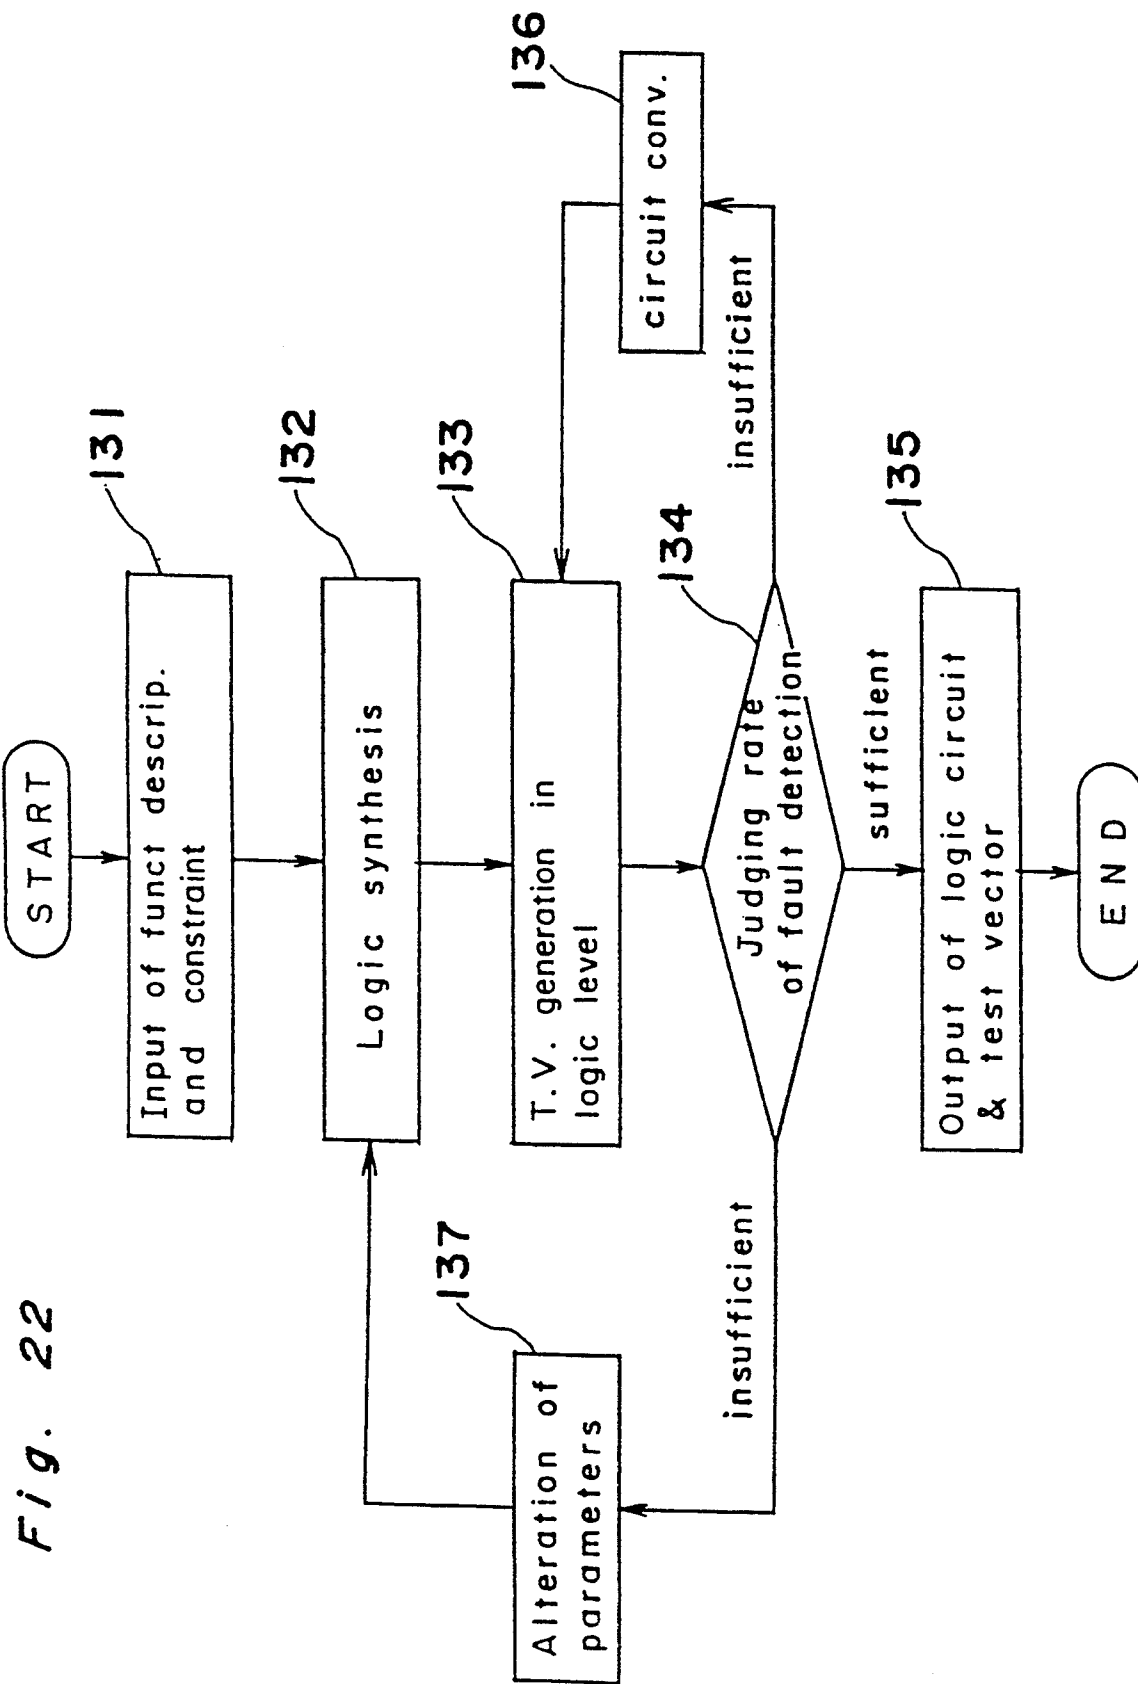 Fig. 22
START
131
Input of funct descrip.
and constraint
132
Logic synthesis
133
T.V. generation in
logic level
134
Judging rate
of fault detection
insufficient
insufficient
136
circuit conv.
137
Alteration of
parameters
sufficient
135
Output of logic circuit
& test vector
END